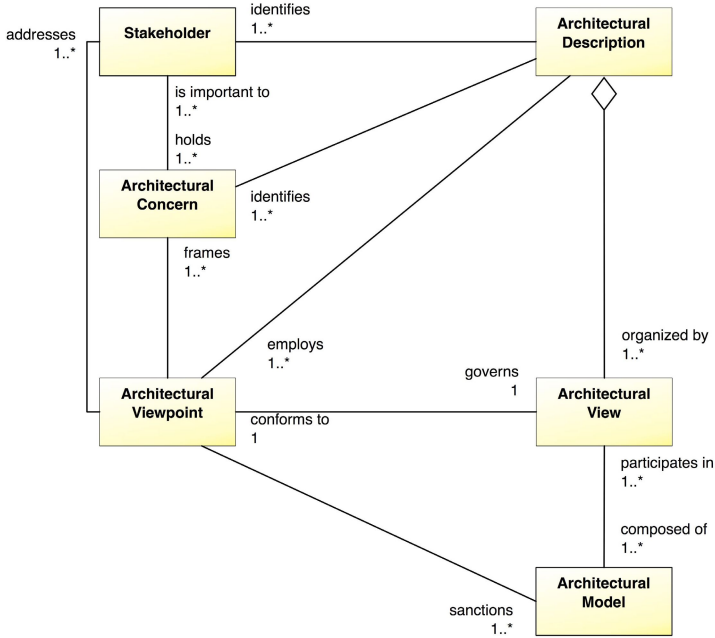 identifies
1..*
addresses
1..*
Stakeholder
Architectural
Description
is important to
1..*
holds
1..*
Architectural
Concern
identifies
1..*
frames
1..*
employs
1..*
organized by
1..*
governs
1
Architectural
Viewpoint
conforms to
1
Architectural
View
participates in
1..*
composed of
1..*
Architectural
Model
sanctions
1..*